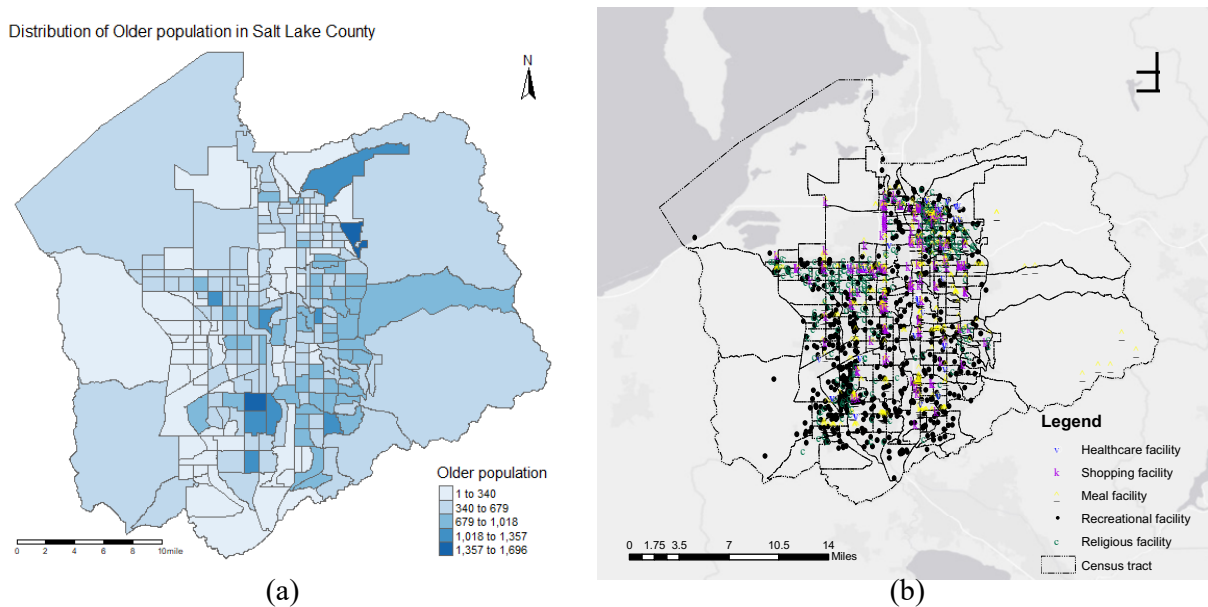 Distribution of Older population in Salt Lake County
N
Older population
1 to 340
340 to 679
679 to 1,018
1,018 to 1,357
1,357 to 1,696
0 2 4 6 8 10mile
(a)
Legend
v Healthcare facility
k Shopping facility
Meal facility
Recreational facility
c Religious facility
Census tract
0 1.75 3.5 7 10.5 14
Miles
(b)